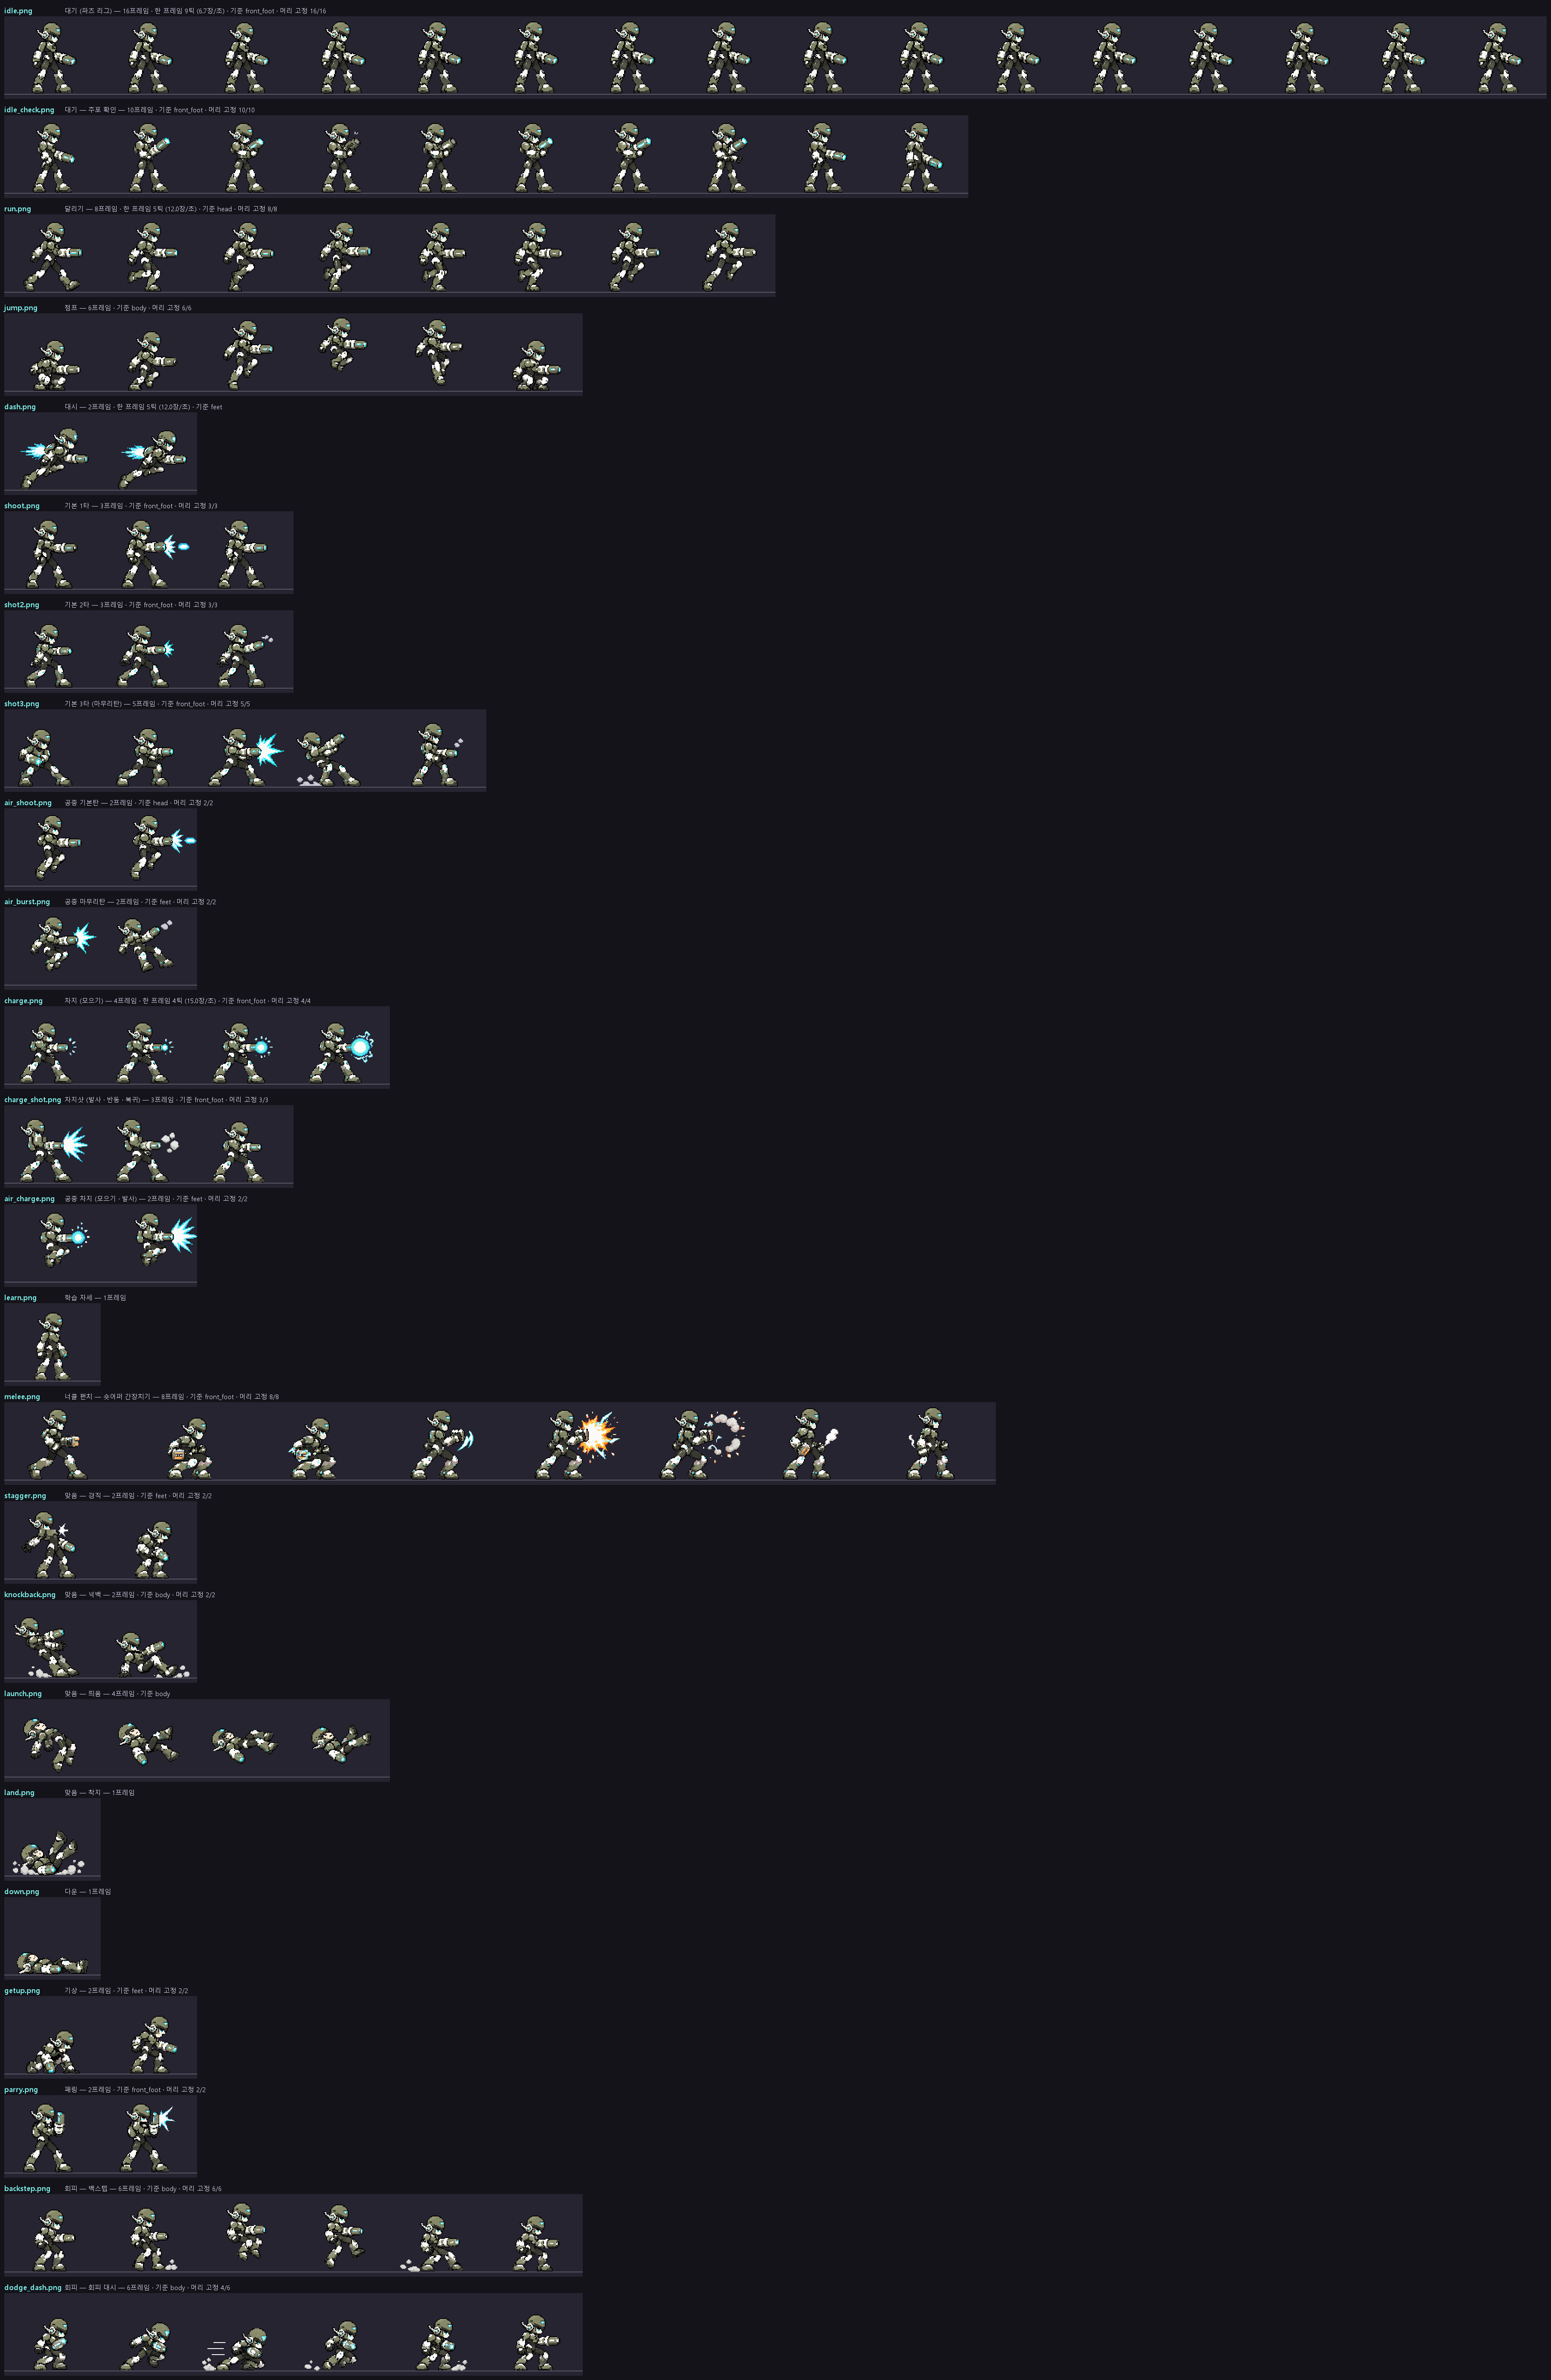 idle.png 대기 (파츠 리그) — 16프레임 · 한 프레임 9틱 (6.7장/초) · 기준 front_foot · 머리 고정 16/16
idle_check.png 대기 — 주포 확인 — 10프레임 · 기준 front_foot · 머리 고정 10/10
run.png 달리기 — 8프레임 · 한 프레임 5틱 (12.0장/초) · 기준 head · 머리 고정 8/8
jump.png 점프 — 6프레임 · 기준 body · 머리 고정 6/6
dash.png 대시 — 2프레임 · 한 프레임 5틱 (12.0장/초) · 기준 feet
shoot.png 기본 1타 — 3프레임 · 기준 front_foot · 머리 고정 3/3
shot2.png 기본 2타 — 3프레임 · 기준 front_foot · 머리 고정 3/3
shot3.png 기본 3타 (마무리탄) — 5프레임 · 기준 front_foot · 머리 고정 5/5
air_shoot.png 공중 기본탄 — 2프레임 · 기준 head · 머리 고정 2/2
air_burst.png 공중 마무리탄 — 2프레임 · 기준 feet · 머리 고정 2/2
charge.png 차지 (모으기) — 4프레임 · 한 프레임 4틱 (15.0장/초) · 기준 front_foot · 머리 고정 4/4
charge_shot.png 차지샷 (발사 · 반동 · 복귀) — 3프레임 · 기준 front_foot · 머리 고정 3/3
air_charge.png 공중 차지 (모으기 · 발사) — 2프레임 · 기준 feet · 머리 고정 2/2
learn.png 학습 자세 — 1프레임
melee.png 너클 펀치 — 숏어퍼 간장치기 — 8프레임 · 기준 front_foot · 머리 고정 8/8
stagger.png 맞음 — 경직 — 2프레임 · 기준 feet · 머리 고정 2/2
knockback.png 맞음 — 넉백 — 2프레임 · 기준 body · 머리 고정 2/2
launch.png 맞음 — 띄움 — 4프레임 · 기준 body
land.png 맞음 — 착지 — 1프레임
down.png 다운 — 1프레임
getup.png 기상 — 2프레임 · 기준 feet · 머리 고정 2/2
parry.png 패링 — 2프레임 · 기준 front_foot · 머리 고정 2/2
backstep.png 회피 — 백스텝 — 6프레임 · 기준 body · 머리 고정 6/6
dodge_dash.png 회피 — 회피 대시 — 6프레임 · 기준 body · 머리 고정 4/6